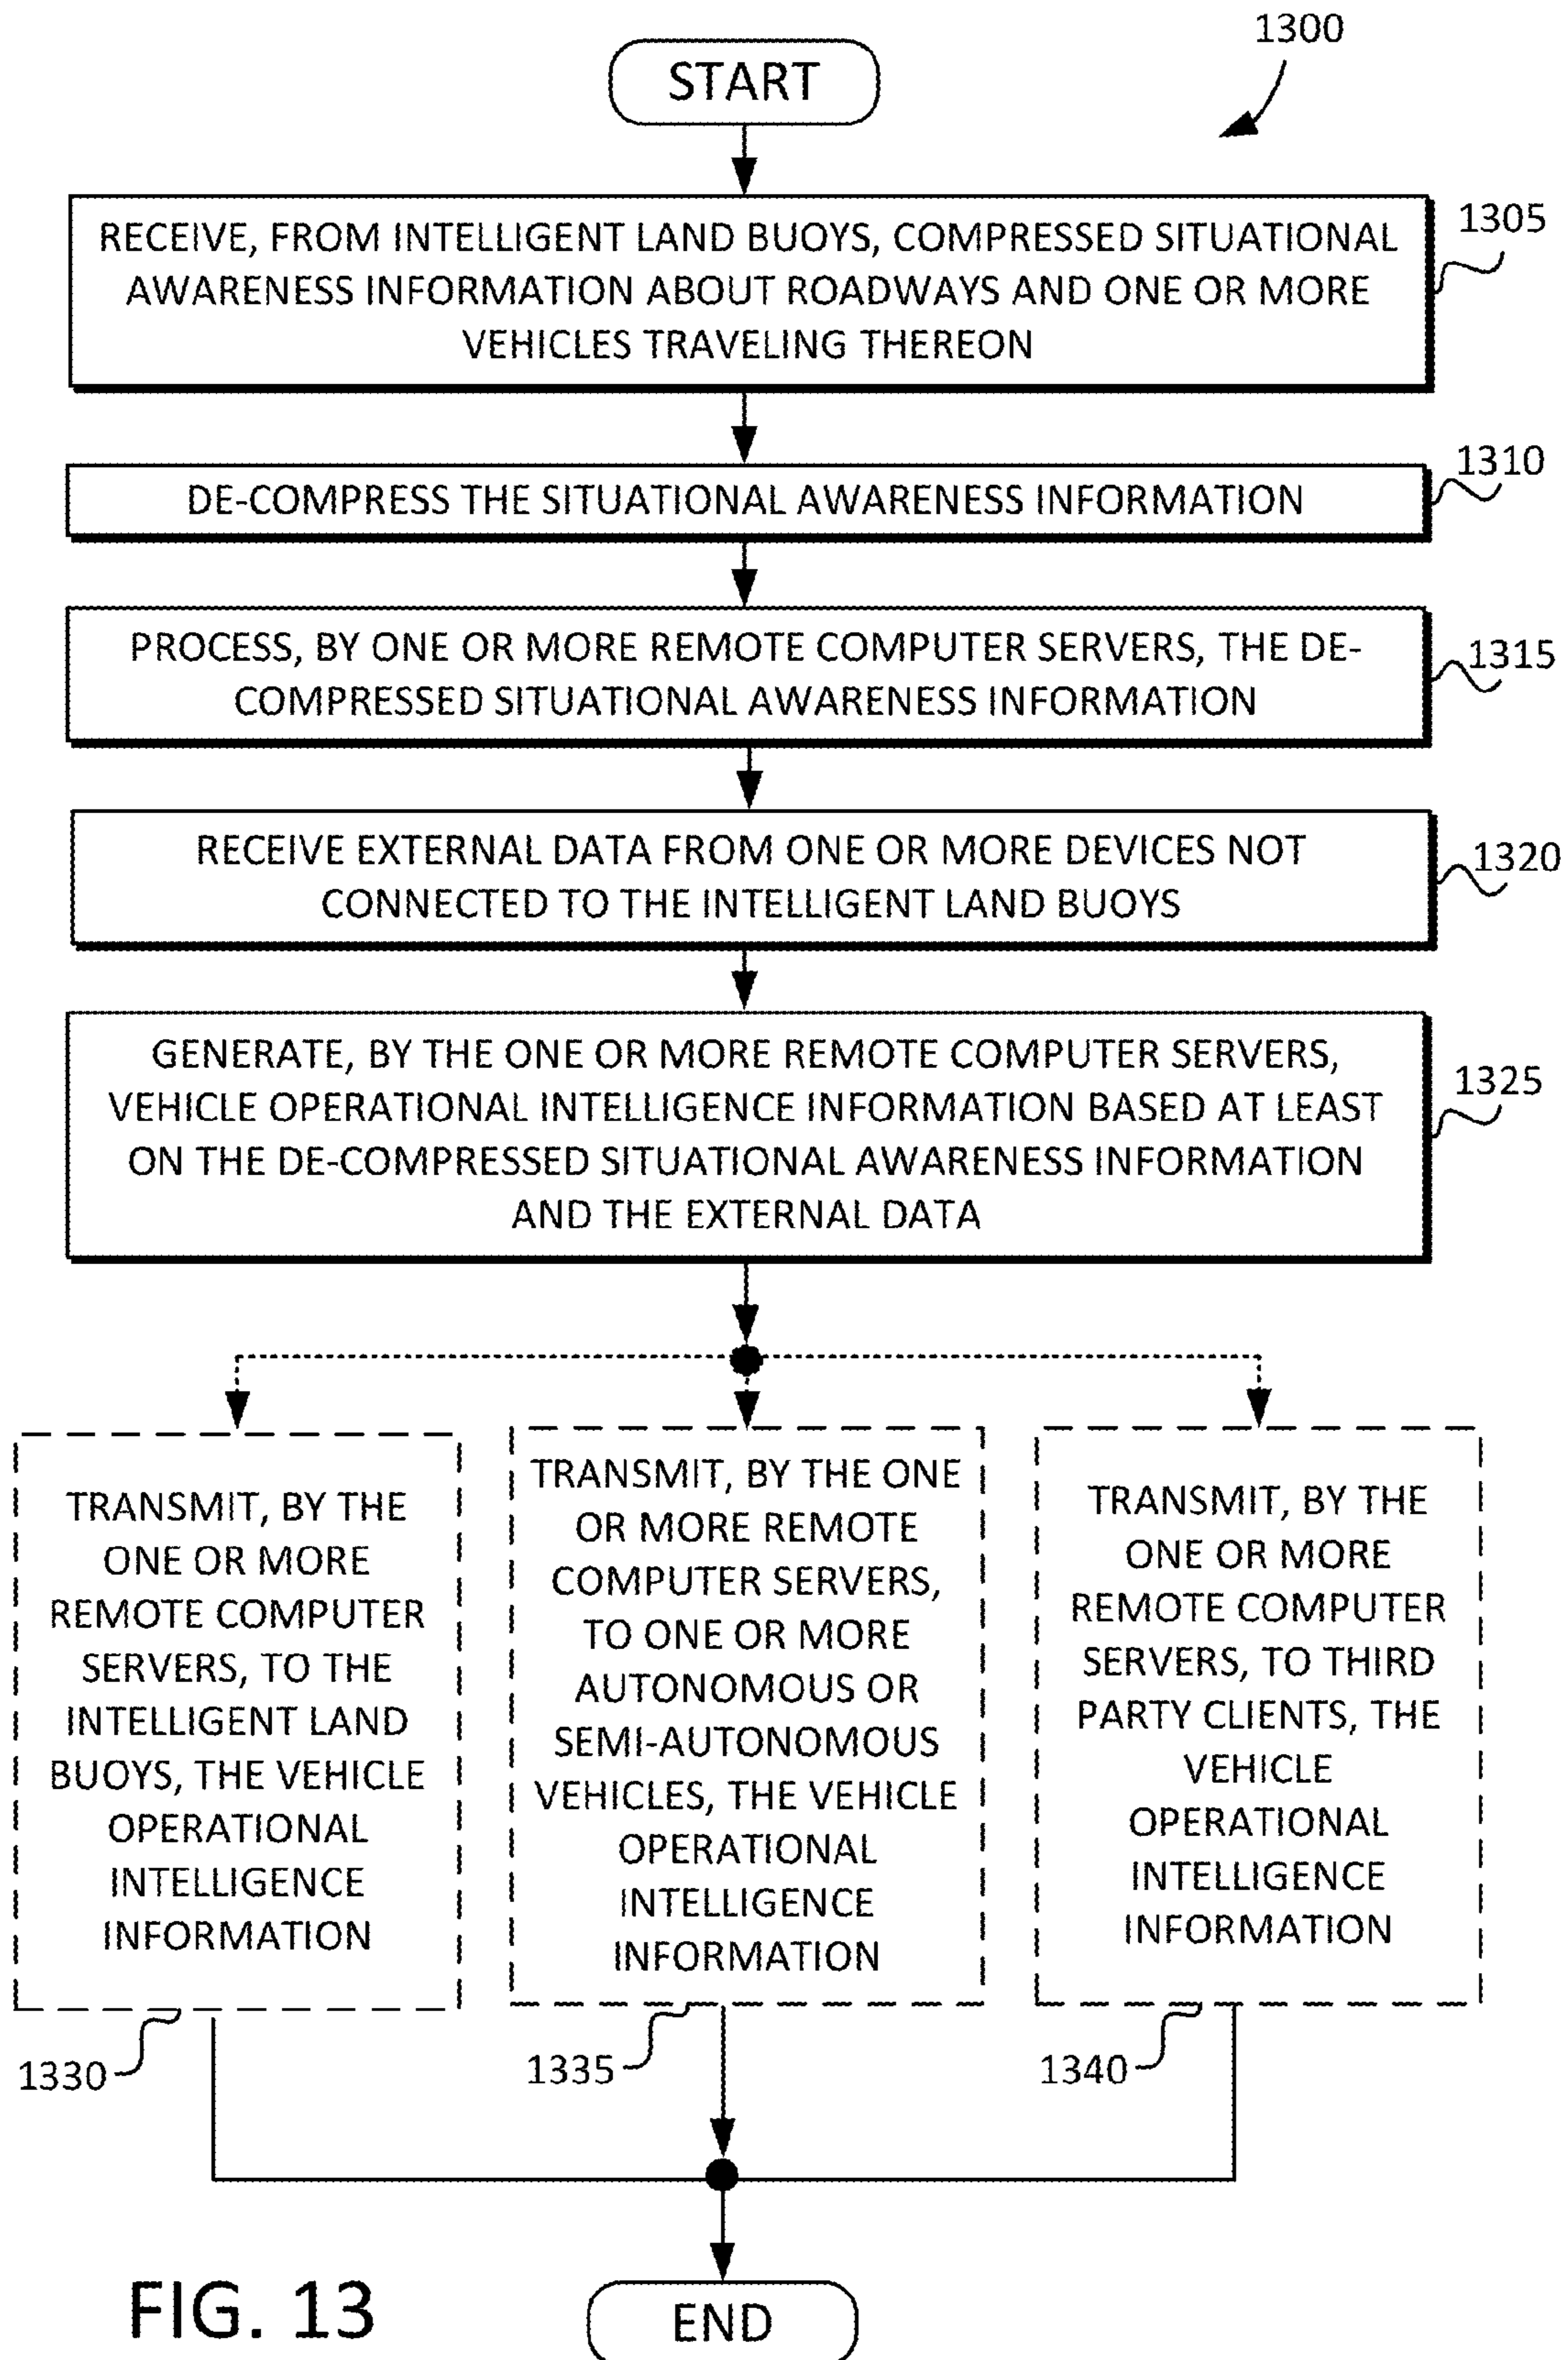 1300
START
RECEIVE, FROM INTELLIGENT LAND BUOYS, COMPRESSED SITUATIONAL
AWARENESS INFORMATION ABOUT ROADWAYS AND ONE OR MORE
VEHICLES TRAVELING THEREON
1305
DE-COMPRESS THE SITUATIONAL AWARENESS INFORMATION
1310
PROCESS, BY ONE OR MORE REMOTE COMPUTER SERVERS, THE DE-
COMPRESSED SITUATIONAL AWARENESS INFORMATION
1315
RECEIVE EXTERNAL DATA FROM ONE OR MORE DEVICES NOT
CONNECTED TO THE INTELLIGENT LAND BUOYS
1320
GENERATE, BY THE ONE OR MORE REMOTE COMPUTER SERVERS,
VEHICLE OPERATIONAL INTELLIGENCE INFORMATION BASED AT LEAST
ON THE DE-COMPRESSED SITUATIONAL AWARENESS INFORMATION
AND THE EXTERNAL DATA
1325
TRANSMIT, BY THE
ONE OR MORE
REMOTE COMPUTER
SERVERS, TO THE
INTELLIGENT LAND
BUOYS, THE VEHICLE
OPERATIONAL
INTELLIGENCE
INFORMATION
1330
TRANSMIT, BY THE ONE
OR MORE REMOTE
COMPUTER SERVERS,
TO ONE OR MORE
AUTONOMOUS OR
SEMI-AUTONOMOUS
VEHICLES, THE VEHICLE
OPERATIONAL
INTELLIGENCE
INFORMATION
1335
TRANSMIT, BY THE
ONE OR MORE
REMOTE COMPUTER
SERVERS, TO THIRD
PARTY CLIENTS, THE
VEHICLE
OPERATIONAL
INTELLIGENCE
INFORMATION
1340
END
FIG. 13